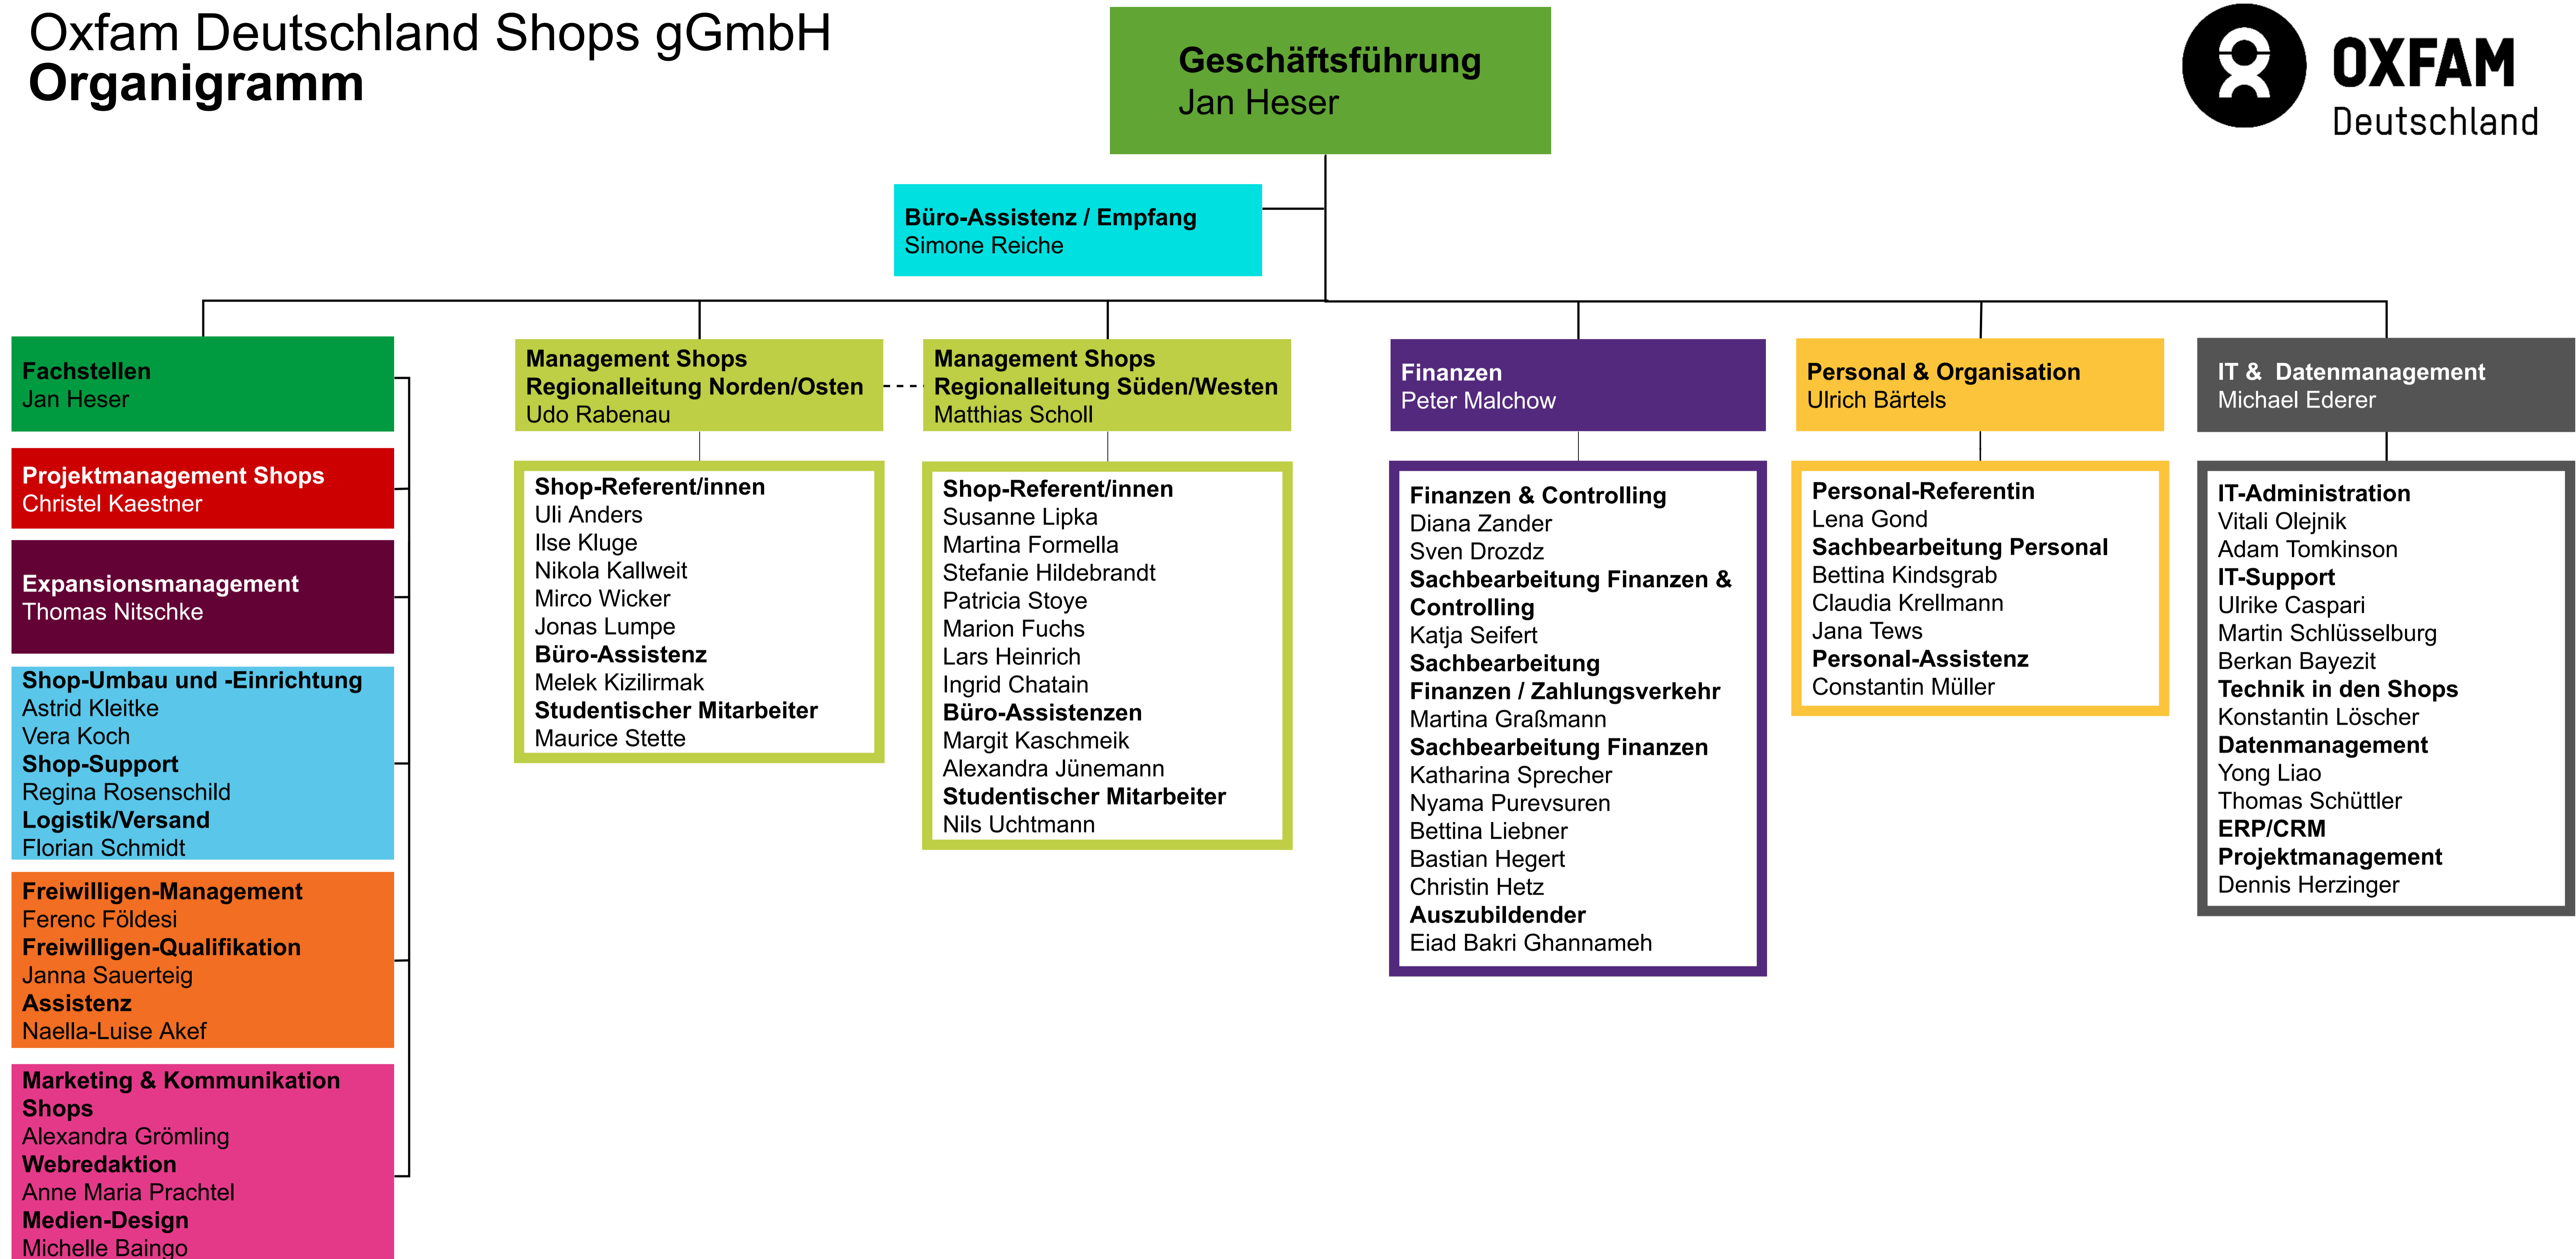 Oxfam Deutschland Shops gGmbH
Organigramm
Geschäftsführung
Jan Heser
OXFAM
Deutschland
Büro-Assistenz / Empfang
Simone Reiche
Fachstellen
Jan Heser
Projektmanagement Shops
Christel Kaestner
Expansionsmanagement
Thomas Nitschke
Shop-Umbau und -Einrichtung
Astrid Kleitke
Vera Koch
Shop-Support
Regina Rosenschild
Logistik/Versand
Florian Schmidt
Freiwilligen-Management
Ferenc Földesi
Freiwilligen-Qualifikation
Janna Sauerteig
Assistenz
Naella-Luise Akef
Marketing & Kommunikation
Shops
Alexandra Grömling
Webredaktion
Anne Maria Prachtel
Medien-Design
Michelle Baingo
Management Shops
Regionalleitung Norden/Osten
Udo Rabenau
Shop-Referent/innen
Uli Anders
Ilse Kluge
Nikola Kallweit
Mirco Wicker
Jonas Lumpe
Büro-Assistenz
Melek Kizilirmak
Studentischer Mitarbeiter
Maurice Stette
Management Shops
Regionalleitung Süden/Westen
Matthias Scholl
Shop-Referent/innen
Susanne Lipka
Martina Formella
Stefanie Hildebrandt
Patricia Stoye
Marion Fuchs
Lars Heinrich
Ingrid Chatain
Büro-Assistenzen
Margit Kaschmeik
Alexandra Jünemann
Studentischer Mitarbeiter
Nils Uchtmann
Finanzen
Peter Malchow
Finanzen & Controlling
Diana Zander
Sven Drozdz
Sachbearbeitung Finanzen &
Controlling
Katja Seifert
Sachbearbeitung
Finanzen / Zahlungsverkehr
Martina Graßmann
Sachbearbeitung Finanzen
Katharina Sprecher
Nyama Purevsuren
Bettina Liebner
Bastian Hegert
Christin Hetz
Auszubildender
Eiad Bakri Ghannameh
Personal & Organisation
Ulrich Bärtels
Personal-Referentin
Lena Gond
Sachbearbeitung Personal
Bettina Kindsgrab
Claudia Krellmann
Jana Tews
Personal-Assistenz
Constantin Müller
IT & Datenmanagement
Michael Ederer
IT-Administration
Vitali Olejnik
Adam Tomkinson
IT-Support
Ulrike Caspari
Martin Schlüsselburg
Berkan Bayezit
Technik in den Shops
Konstantin Löscher
Datenmanagement
Yong Liao
Thomas Schüttler
ERP/CRM
Projektmanagement
Dennis Herzinger